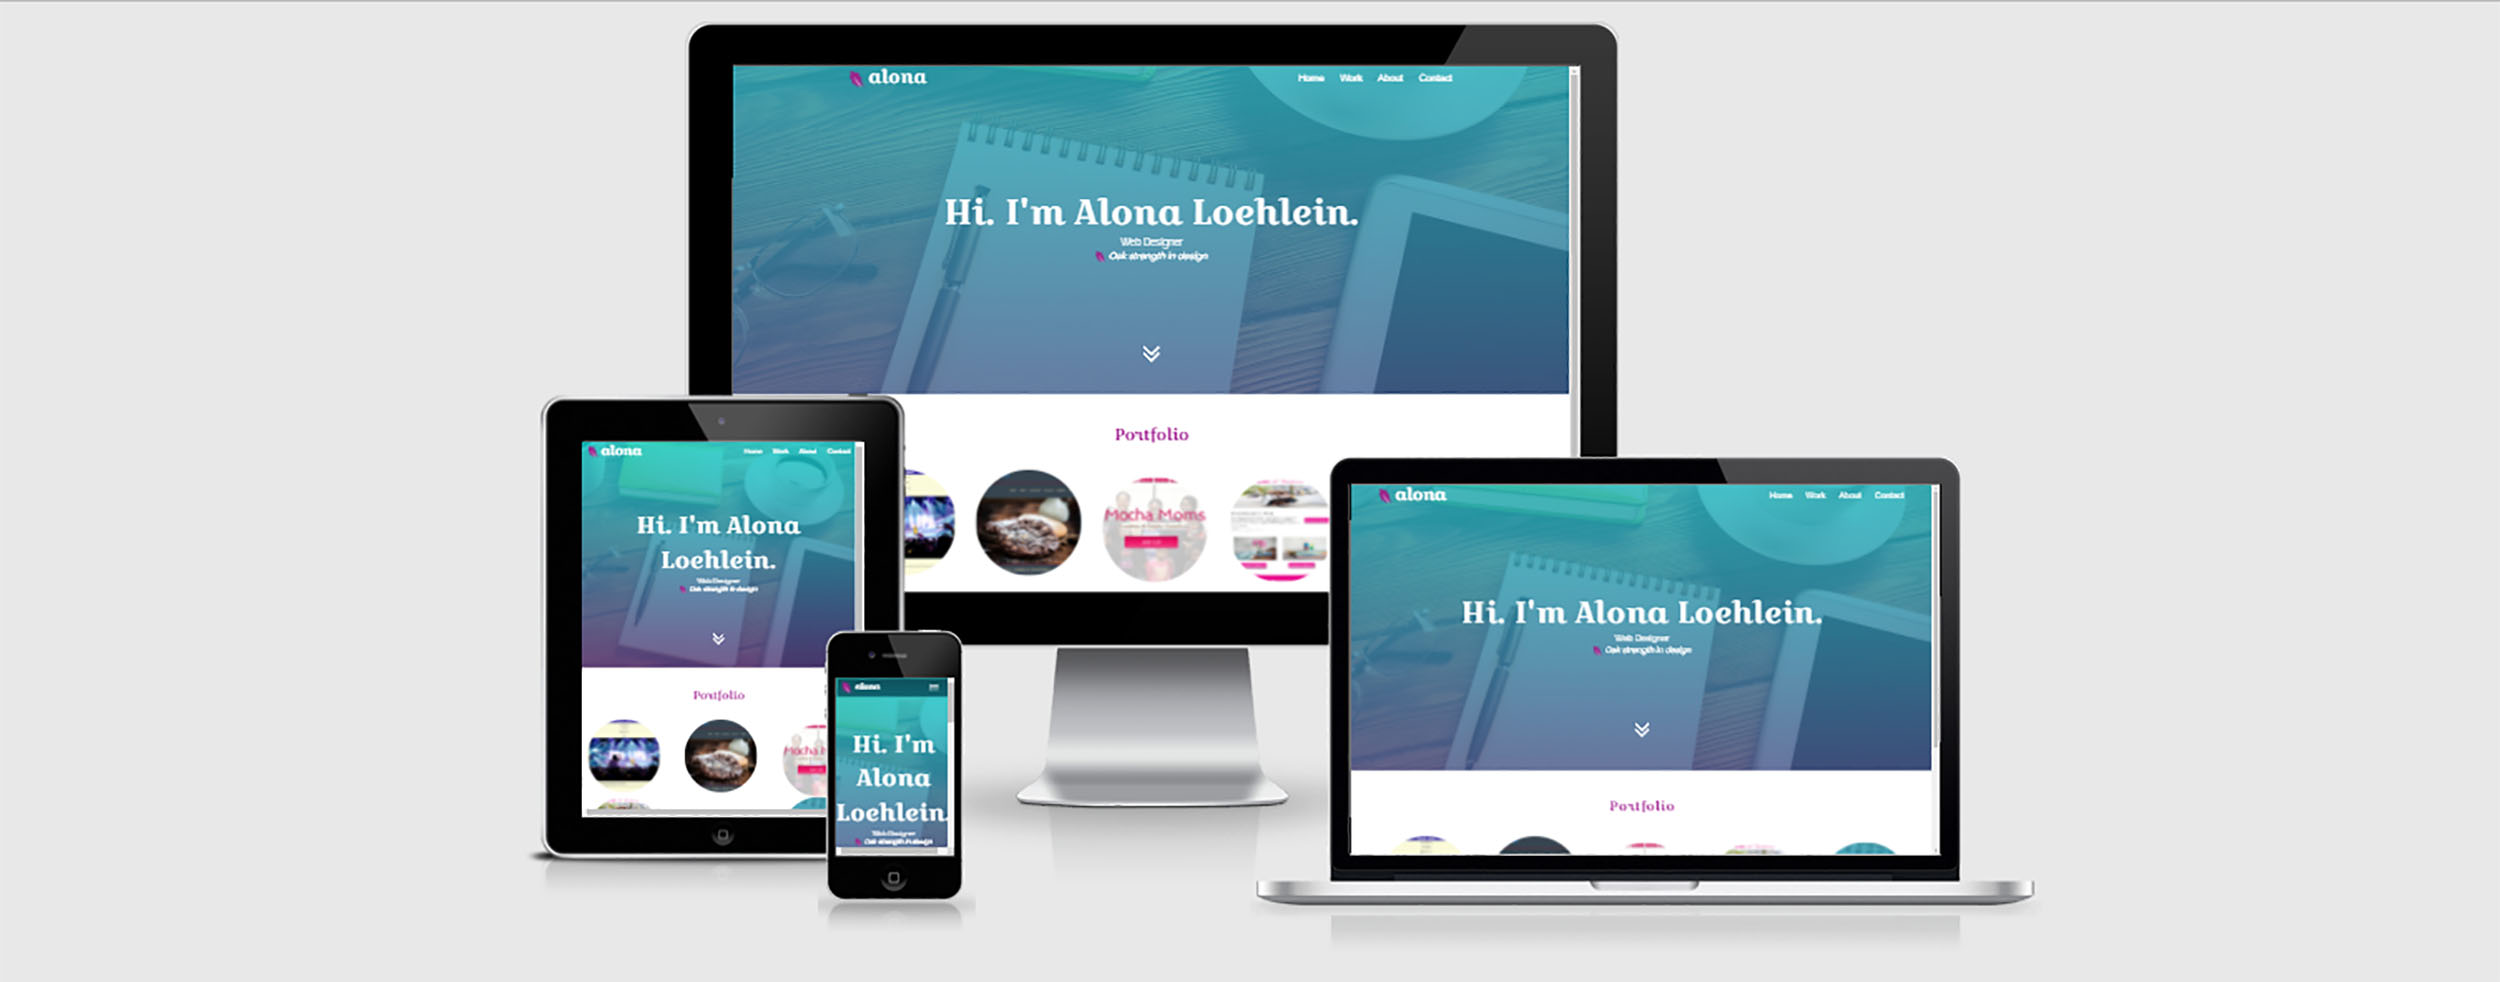 alona
Home Work About Contact
Hi. I'm Alona Loehlein.
Web Designer
Oak strength in design
Portfolio
Mocha Moms
alona
Home Work About Contact
Hi. I'm Alona
Loehlein.
Web Designer
Oak strength in design
Portfolio
Mocha
alona
Hi. I'm
Alona
Loehlein.
Web Designer
Oak strength in design
alona
Home Work About Contact
Hi. I'm Alona Loehlein.
Web Designer
Oak strength in design
Portfolio